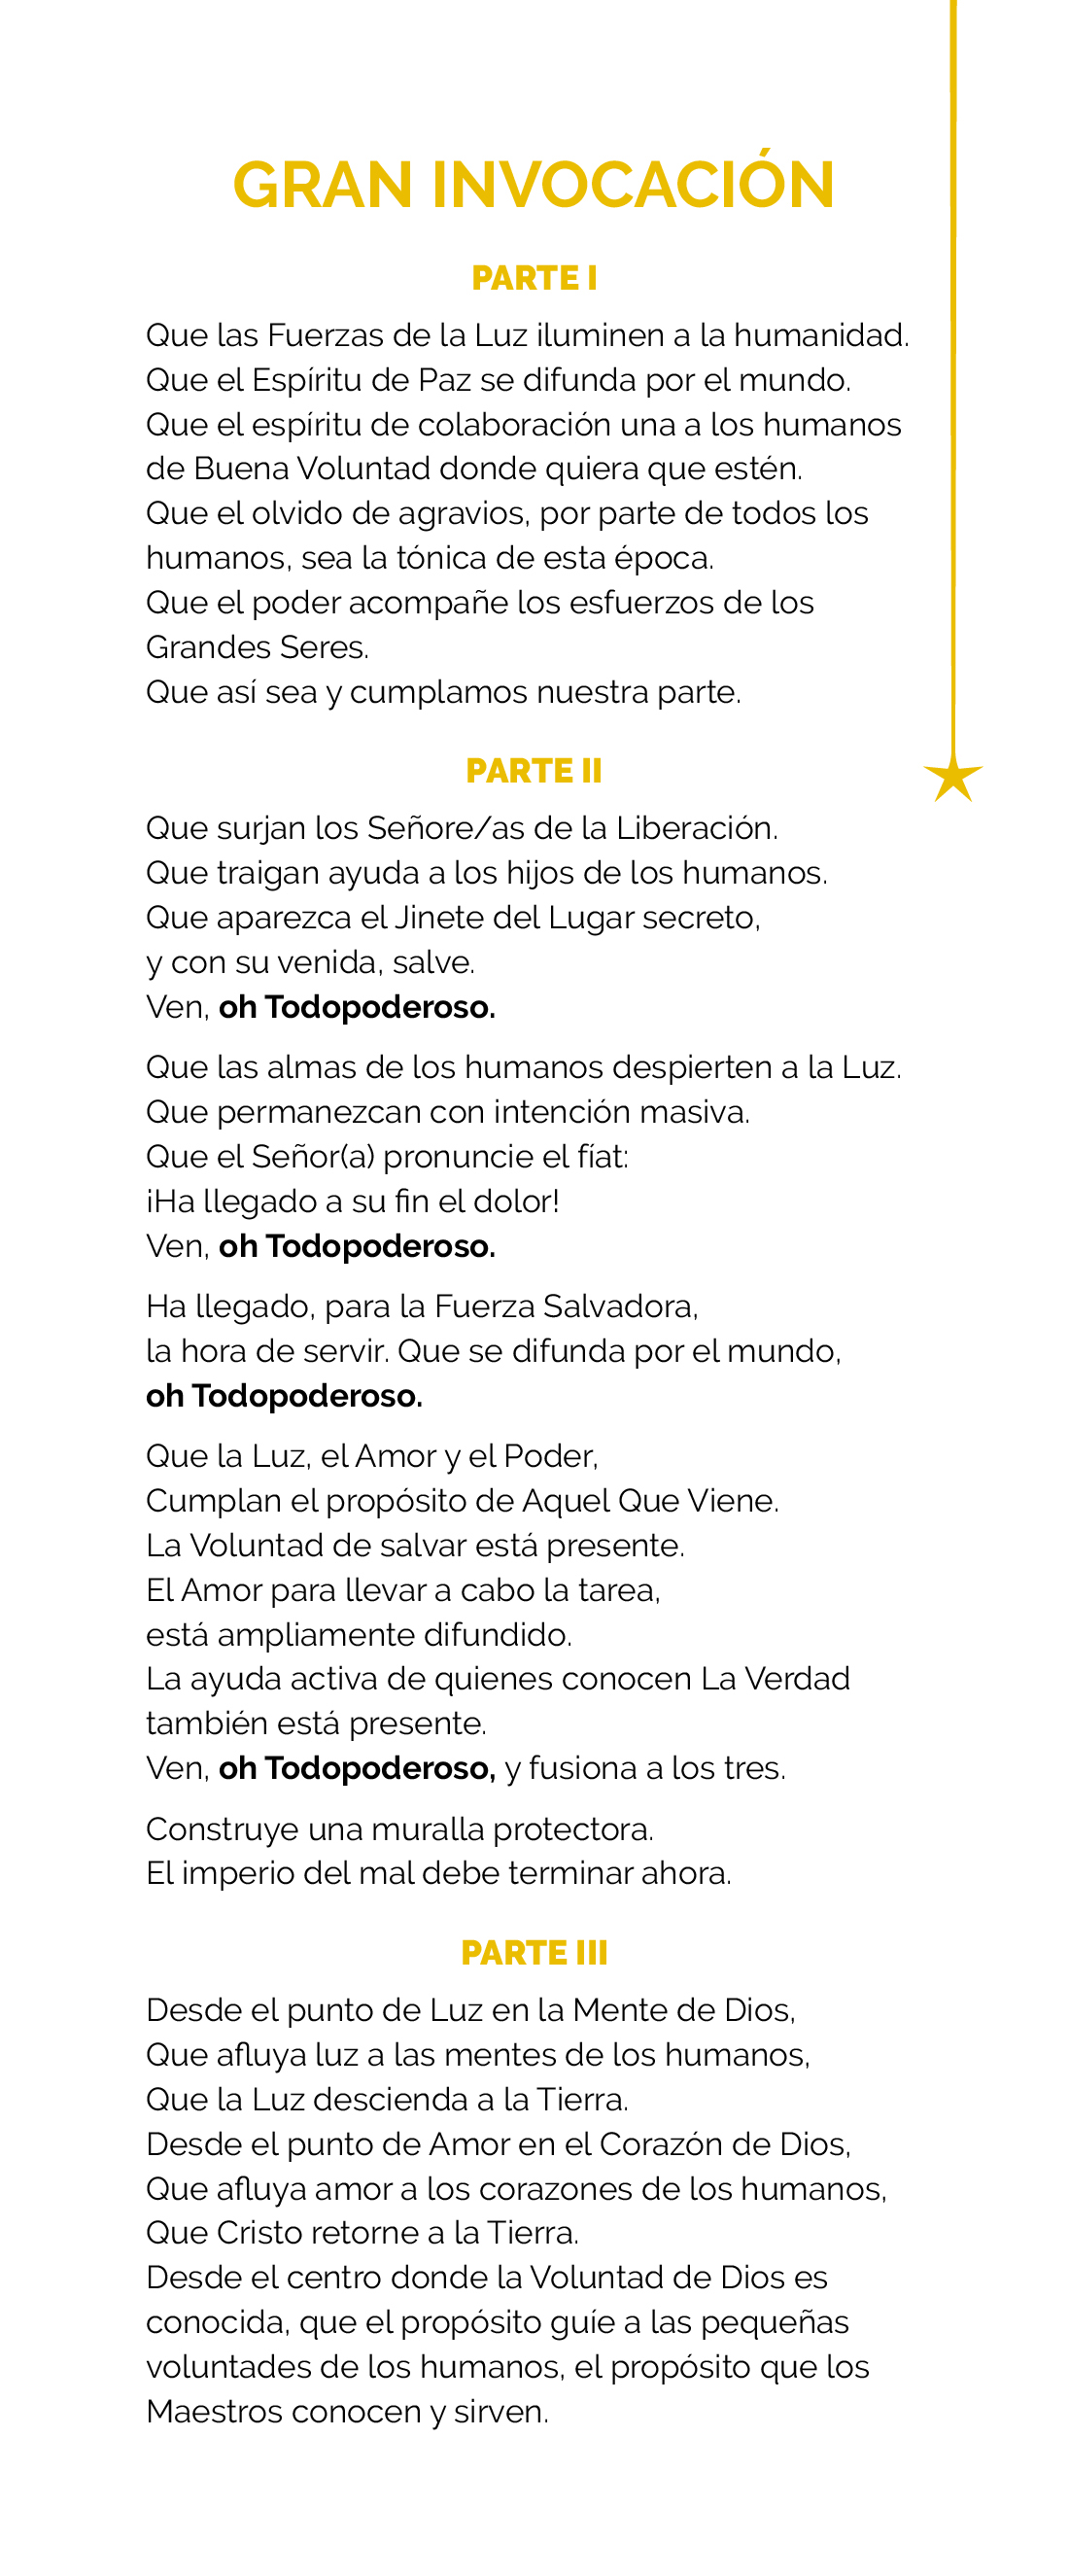 GRAN INVOCACIÓN
PARTE I
Que las Fuerzas de la Luz iluminen a la humanidad.
Que el Espíritu de Paz se difunda por el mundo.
Que el espíritu de colaboración una a los humanos
de Buena Voluntad donde quiera que estén.
Que el olvido de agravios, por parte de todos los
humanos, sea la tónica de esta época.
Que el poder acompañe los esfuerzos de los
Grandes Seres.
Que así sea y cumplamos nuestra parte.
PARTE II
Que surjan los Señore/as de la Liberación.
Que traigan ayuda a los hijos de los humanos.
Que aparezca el Jinete del Lugar secreto,
y con su venida, salve.
Ven, oh Todopoderoso.
Que las almas de los humanos despierten a la Luz.
Que permanezcan con intención masiva.
Que el Señor(a) pronuncie el fíat:
¡Ha llegado a su fin el dolor!
Ven, oh Todopoderoso.
Ha llegado, para la Fuerza Salvadora,
la hora de servir. Que se difunda por el mundo,
oh Todopoderoso.
Que la Luz, el Amor y el Poder,
Cumplan el propósito de Aquel Que Viene.
La Voluntad de salvar está presente.
El Amor para llevar a cabo la tarea,
está ampliamente difundido.
La ayuda activa de quienes conocen La Verdad
también está presente.
Ven, oh Todopoderoso, y fusiona a los tres.
Construye una muralla protectora.
El imperio del mal debe terminar ahora.
PARTE III
Desde el punto de Luz en la Mente de Dios,
Que afluya luz a las mentes de los humanos,
Que la Luz descienda a la Tierra.
Desde el punto de Amor en el Corazón de Dios,
Que afluya amor a los corazones de los humanos,
Que Cristo retorne a la Tierra.
Desde el centro donde la Voluntad de Dios es
conocida, que el propósito guíe a las pequeñas
voluntades de los humanos, el propósito que los
Maestros conocen y sirven.